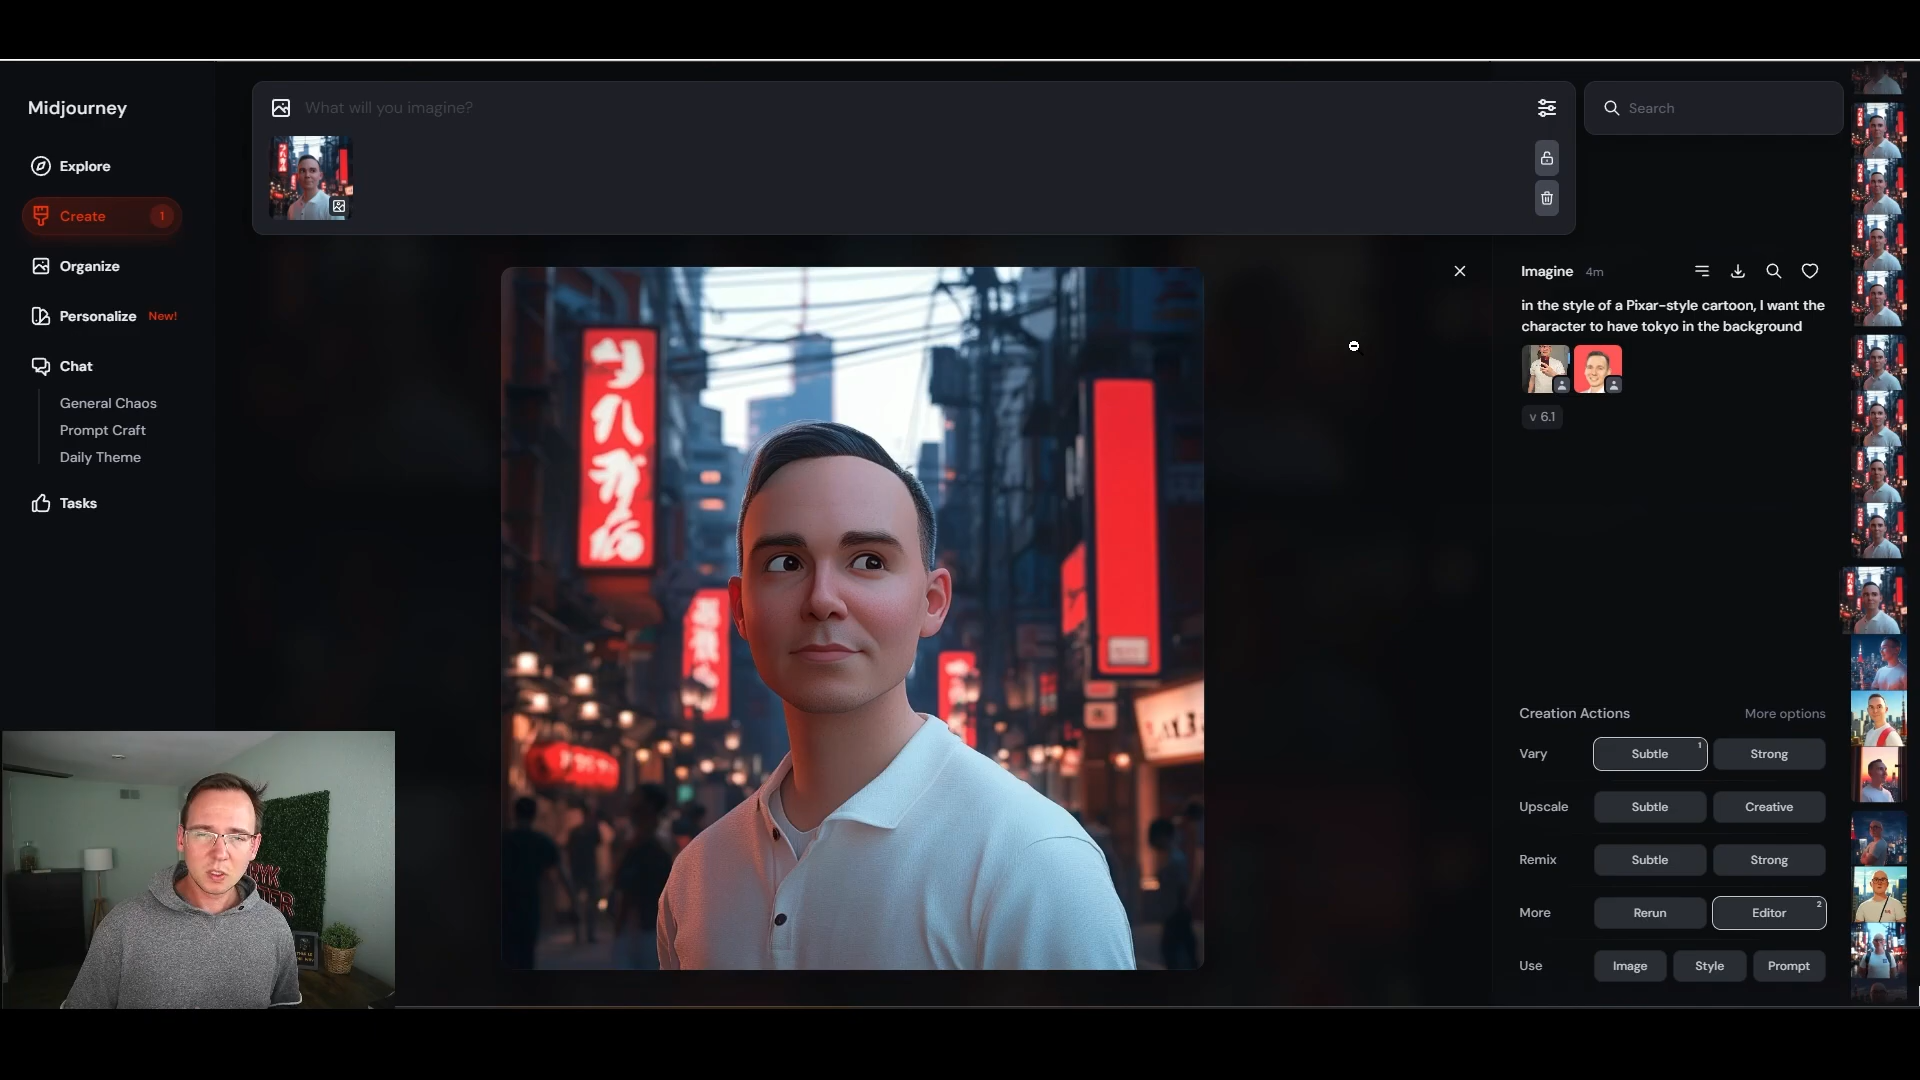 Midjourney
What will you imagine?
Search
Explore
Create 1
Organize
Personalize New!
Chat
General Chaos
Prompt Craft
Daily Theme
Tasks
Imagine 4m
in the style of a Pixar-style cartoon, I want the
character to have tokyo in the background
v 6.1
Creation Actions More options
Vary Subtle 1 Strong
Upscale Subtle Creative
Remix Subtle Strong
More Rerun Editor 2
Use Image Style Prompt